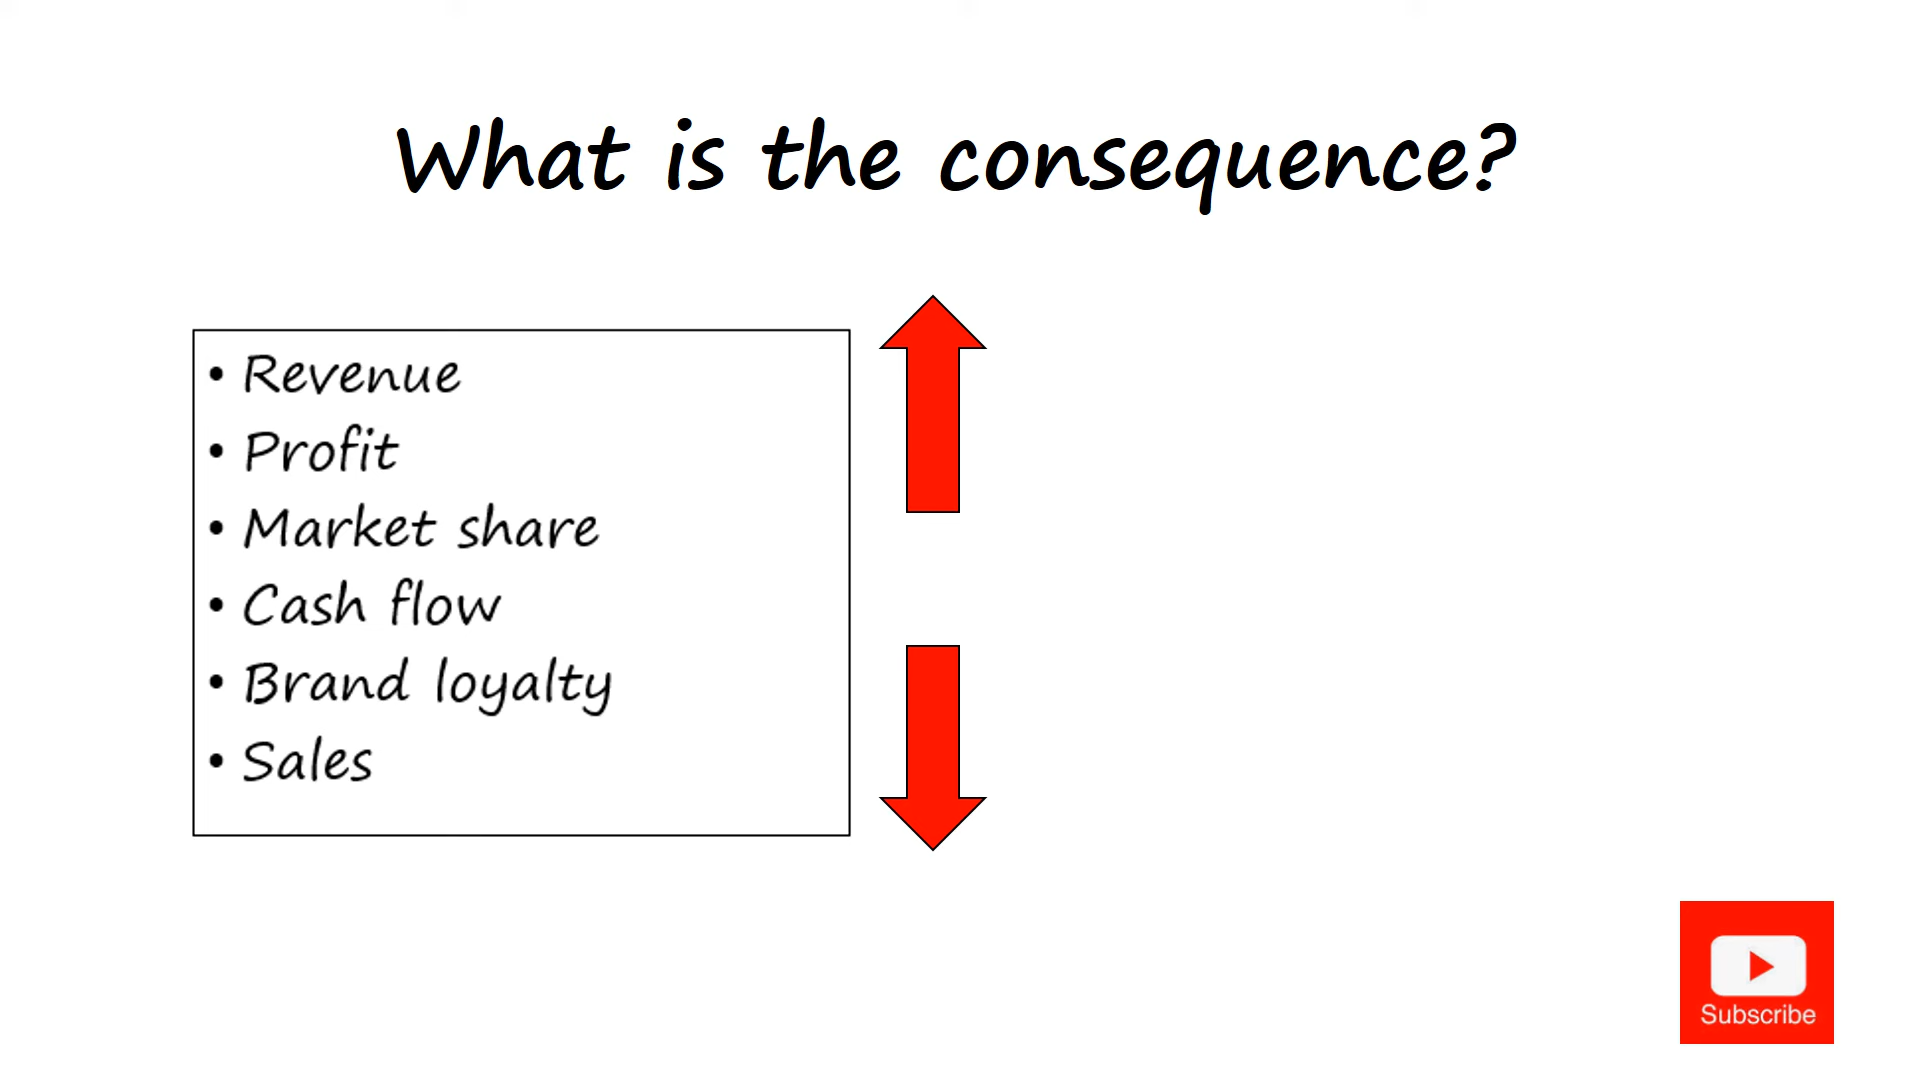 What is the consequence?
• Revenue
• Profit
• Market share
• Cash flow
• Brand loyalty
• Sales
Subscribe